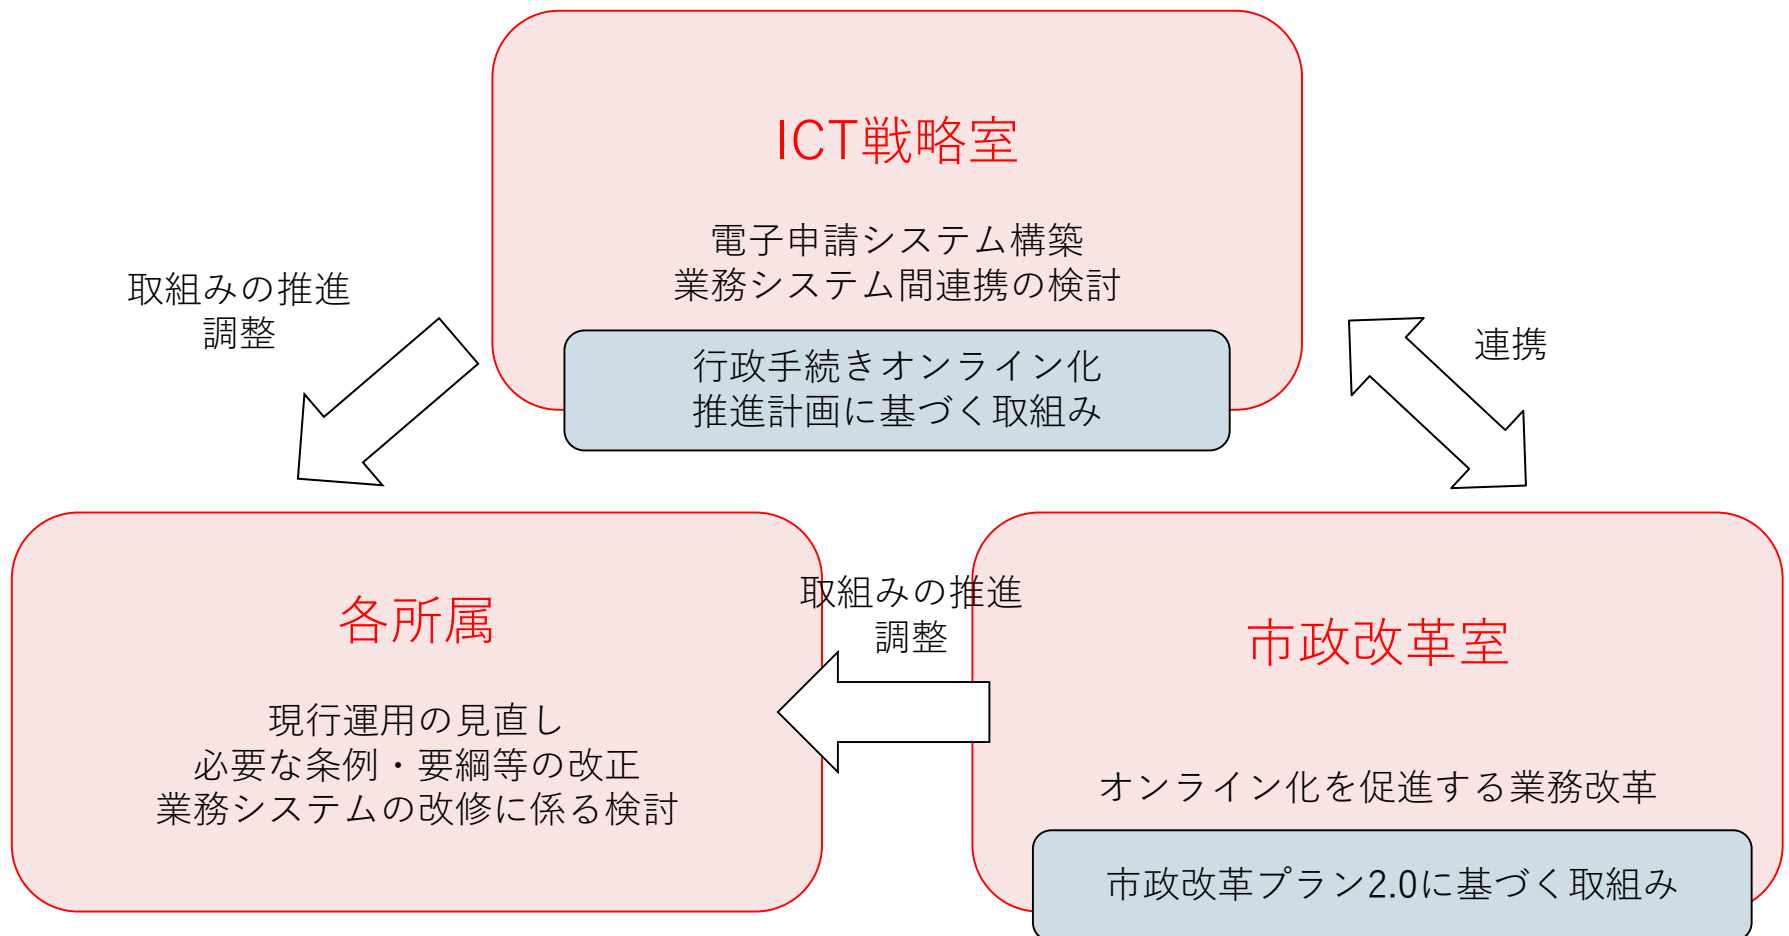 ICT戦略室
電子申請システム構築
業務システム間連携の検討
行政手続きオンライン化
推進計画に基づく取組み
取組みの推進
調整
連携
各所属
現行運用の見直し
必要な条例・要綱等の改正
業務システムの改修に係る検討
取組みの推進
調整
市政改革室
オンライン化を促進する業務改革
市政改革プラン2.0に基づく取組み